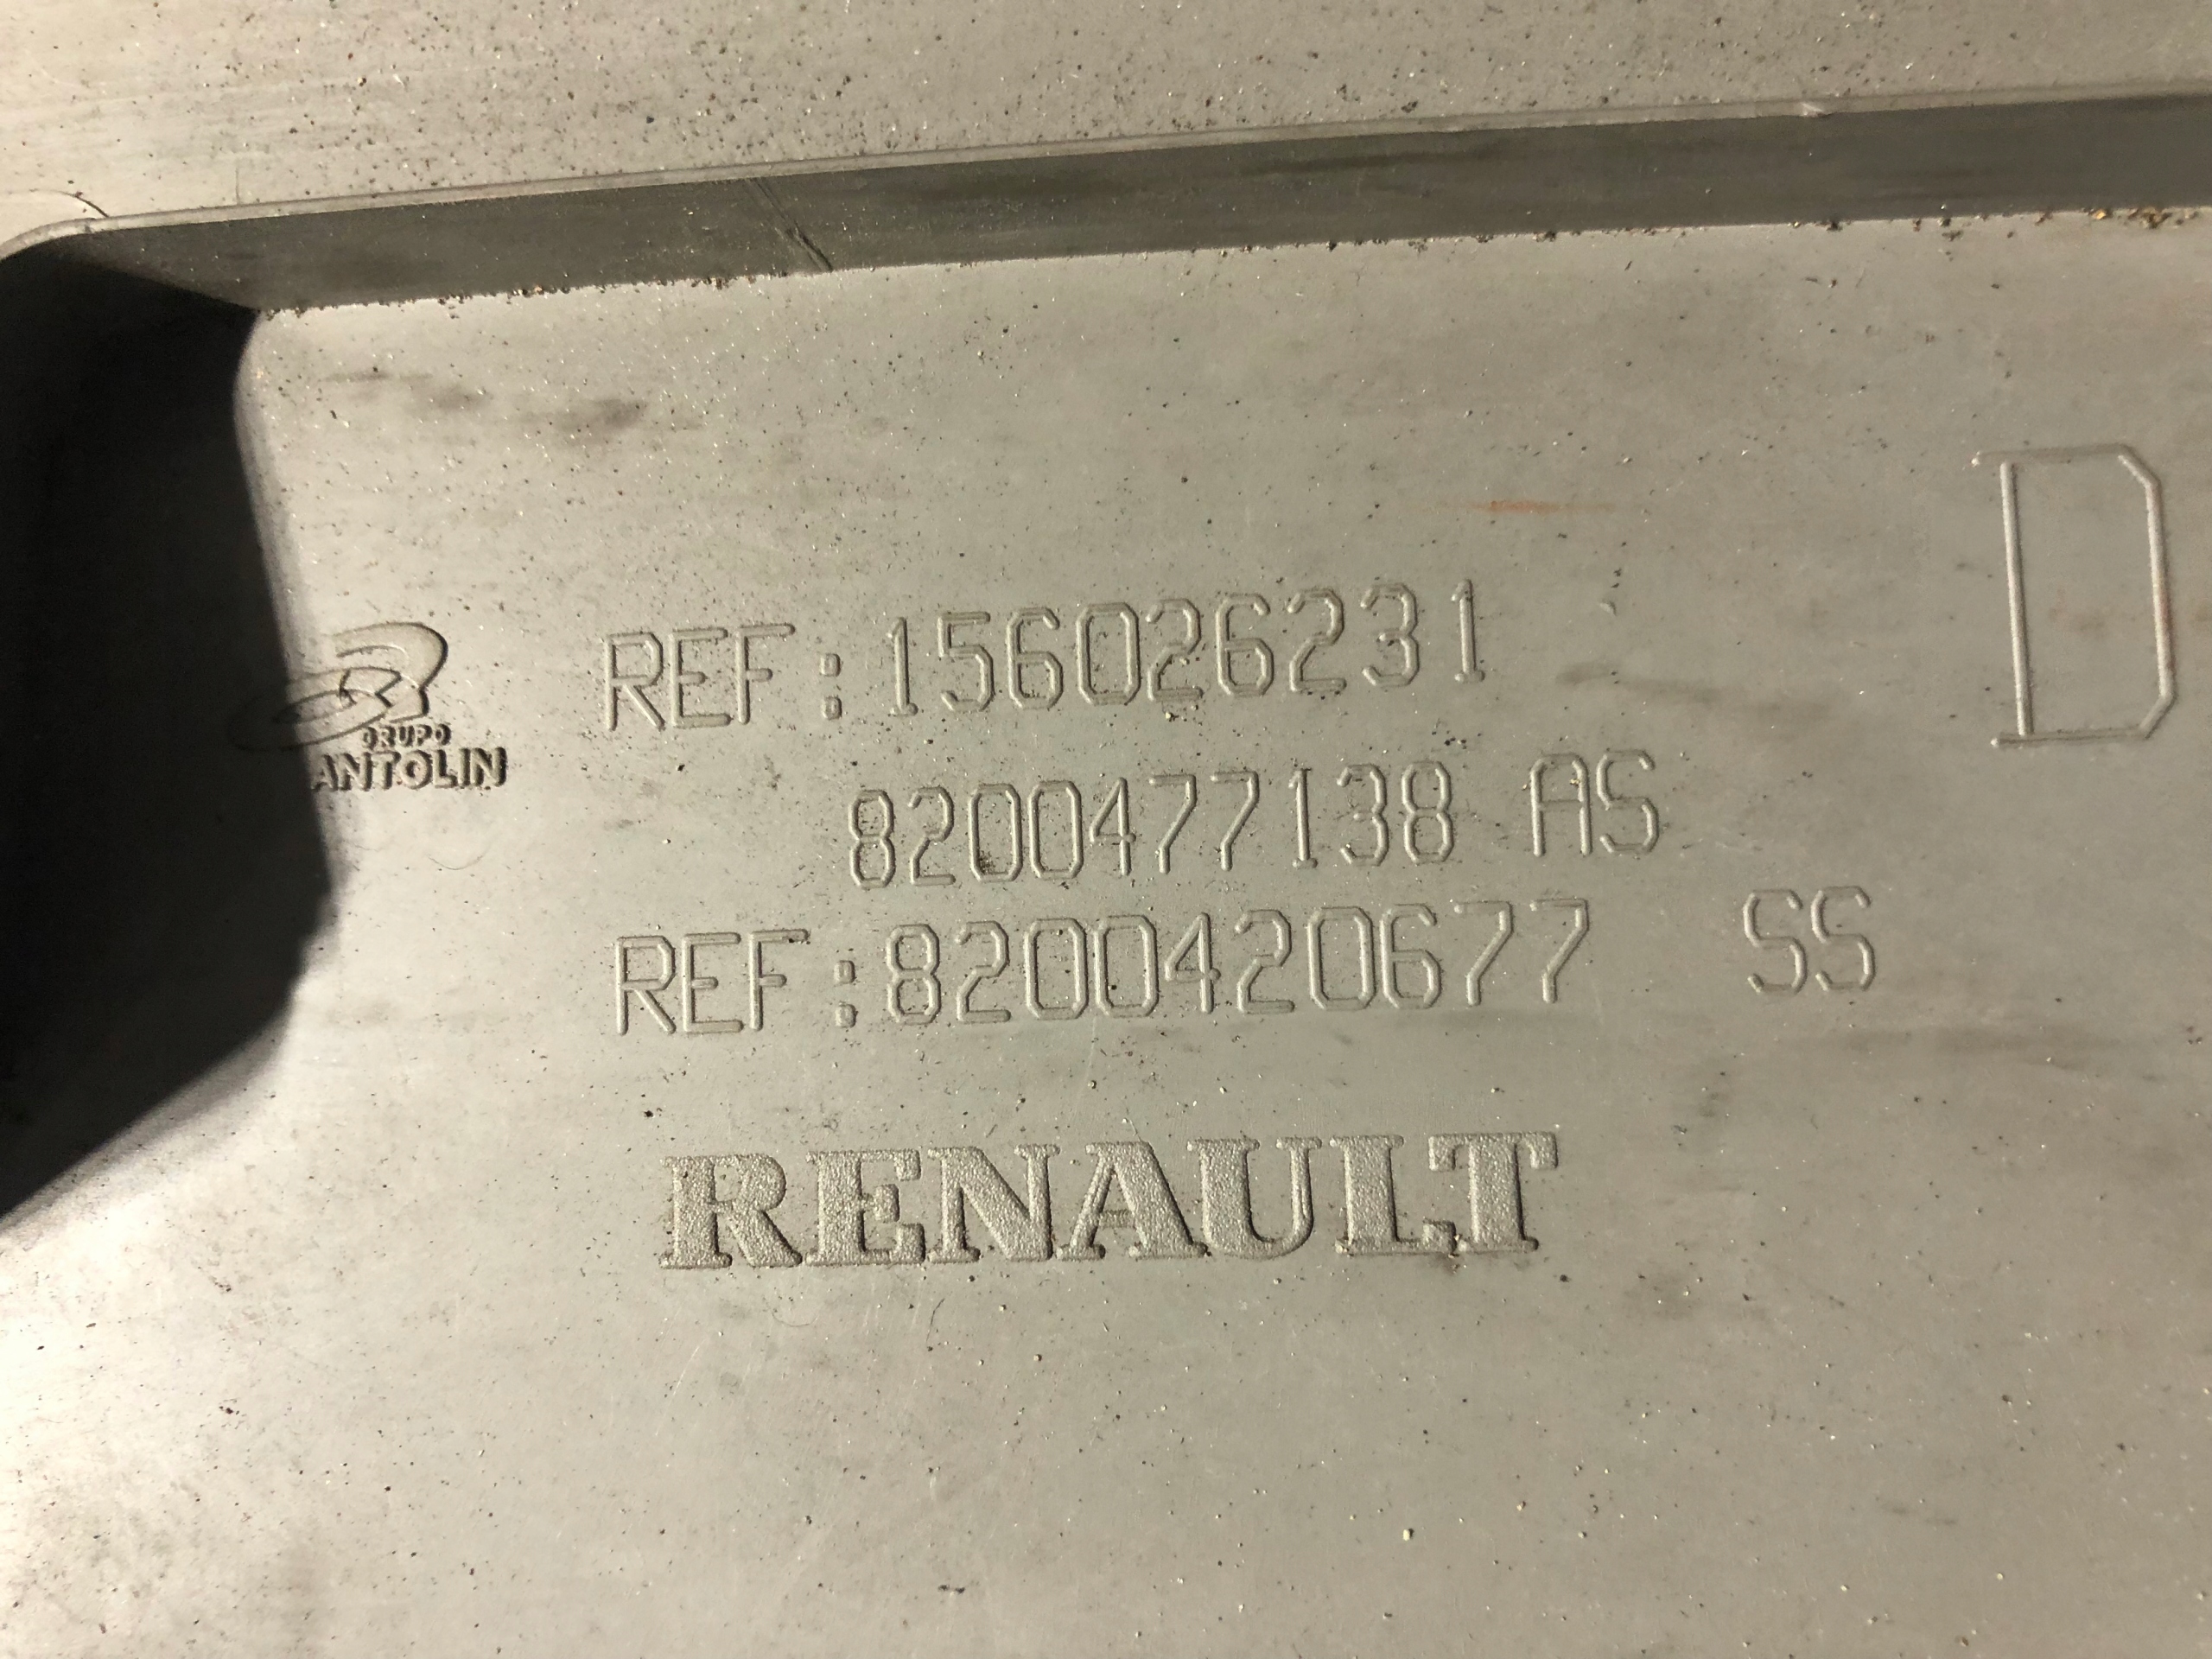 D
GRUPO
ANTOLIN
REF:156026231
8200477138 AS
REF:8200420677 SS
RENAULT